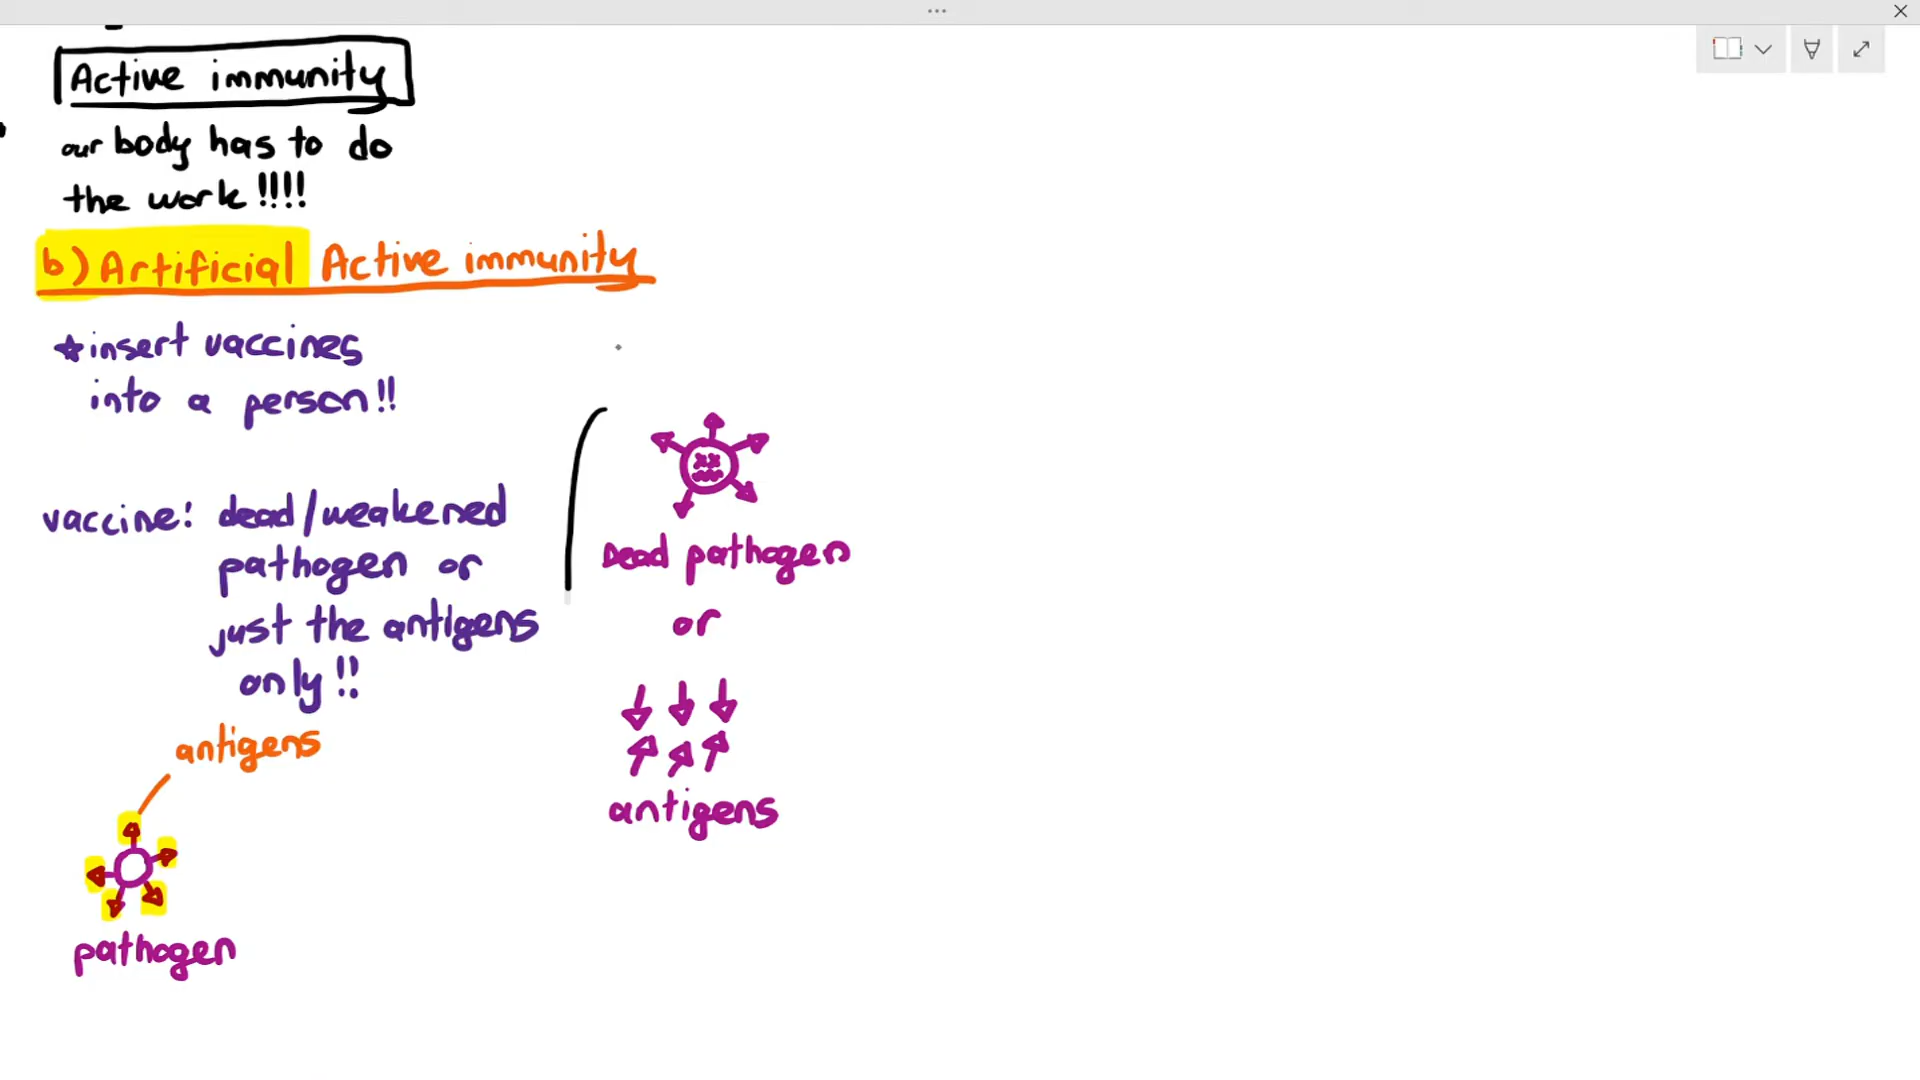 Active immunity
our body has to do
the work!!!!
b) Artificial Active immunity
insert vaccines
into a person!!
vaccine: dead/weakened
pathogen or
just the antigens
only!!
antigens
pathogen
Dead pathogen
or
antigens